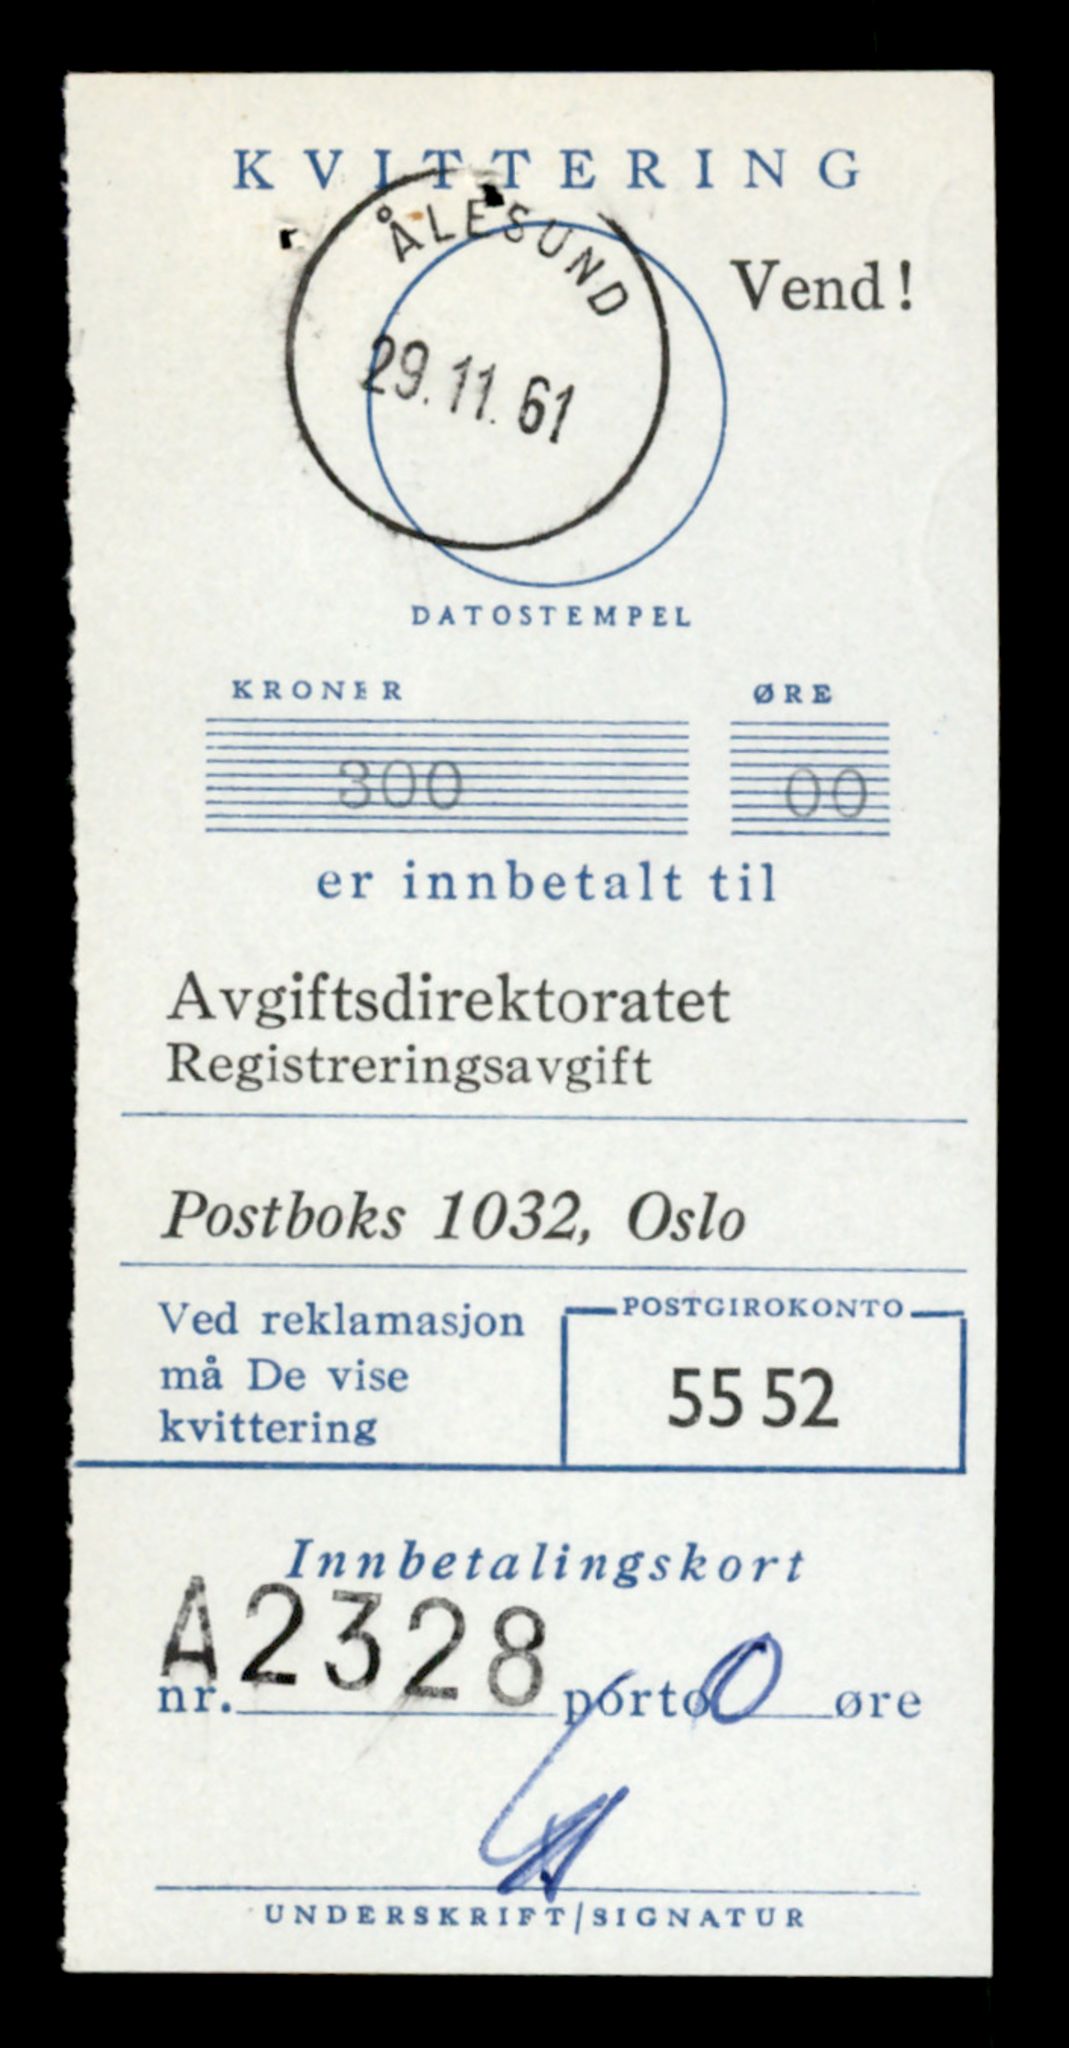 KVITTERING
ÅLESUND
Vend!
29.11.61
DATOSTEMPEL
KRONER ØRE
300 00
er innbetalt til
Avgiftsdirektoratet
Registreringsavgift
Postboks 1032, Oslo
Ved reklamasjon
må De vise
kvittering
POSTGIROKONTO
55 52
Innbetalingskort
nr. A2328 porto 0 øre
UNDERSKRIFT/SIGNATUR